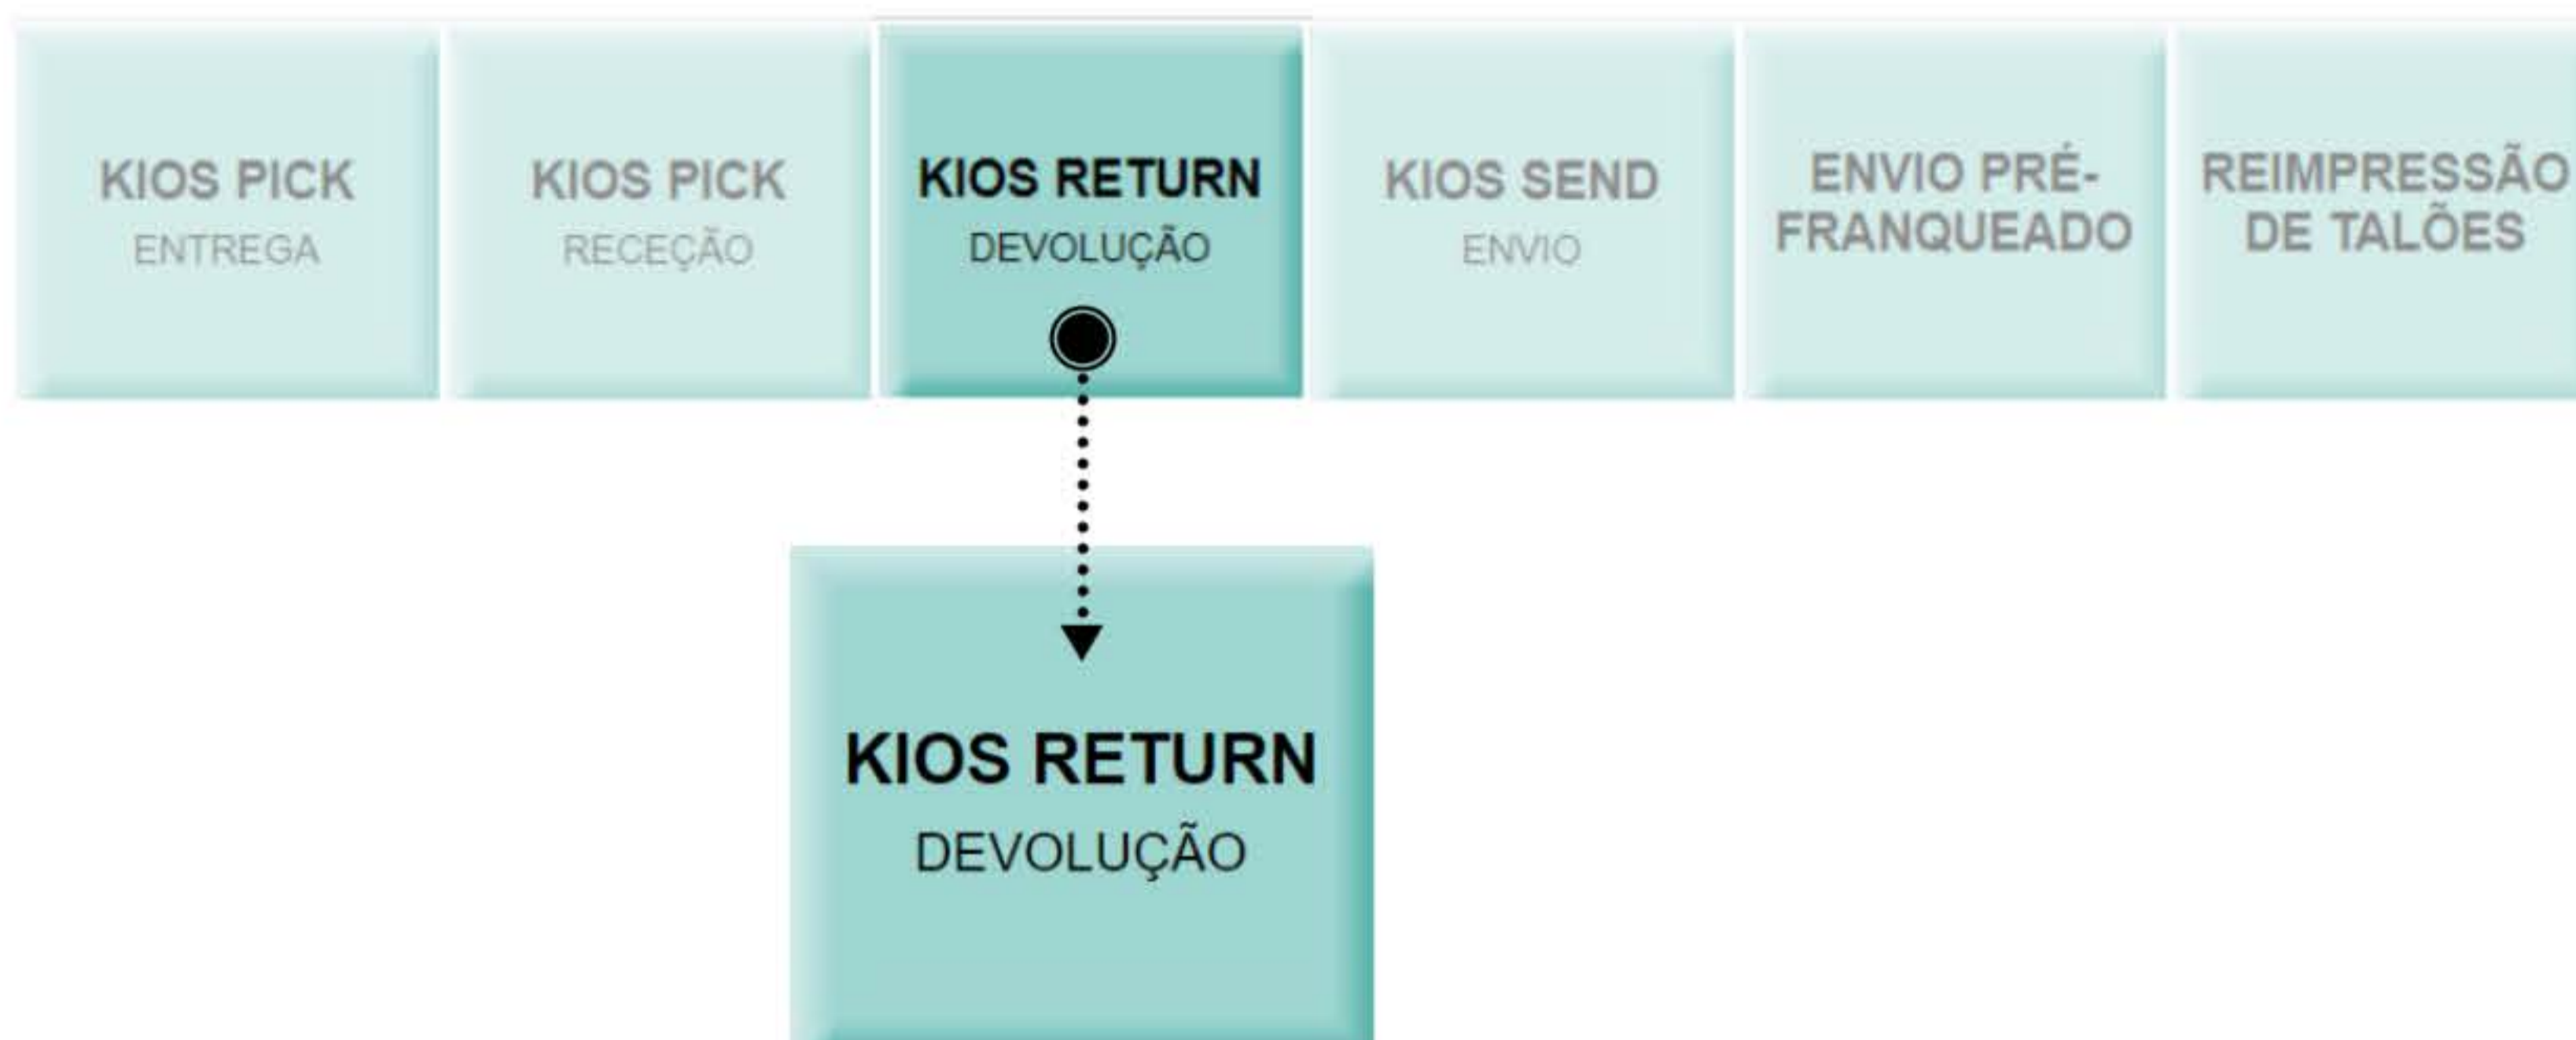 KIOS PICK
ENTREGA
KIOS PICK
RECEÇÃO
KIOS RETURN
DEVOLUÇÃO
KIOS SEND
ENVIO
ENVIO PRÉ-
FRANQUEADO
REIMPRESSÃO
DE TALÕES
KIOS RETURN
DEVOLUÇÃO